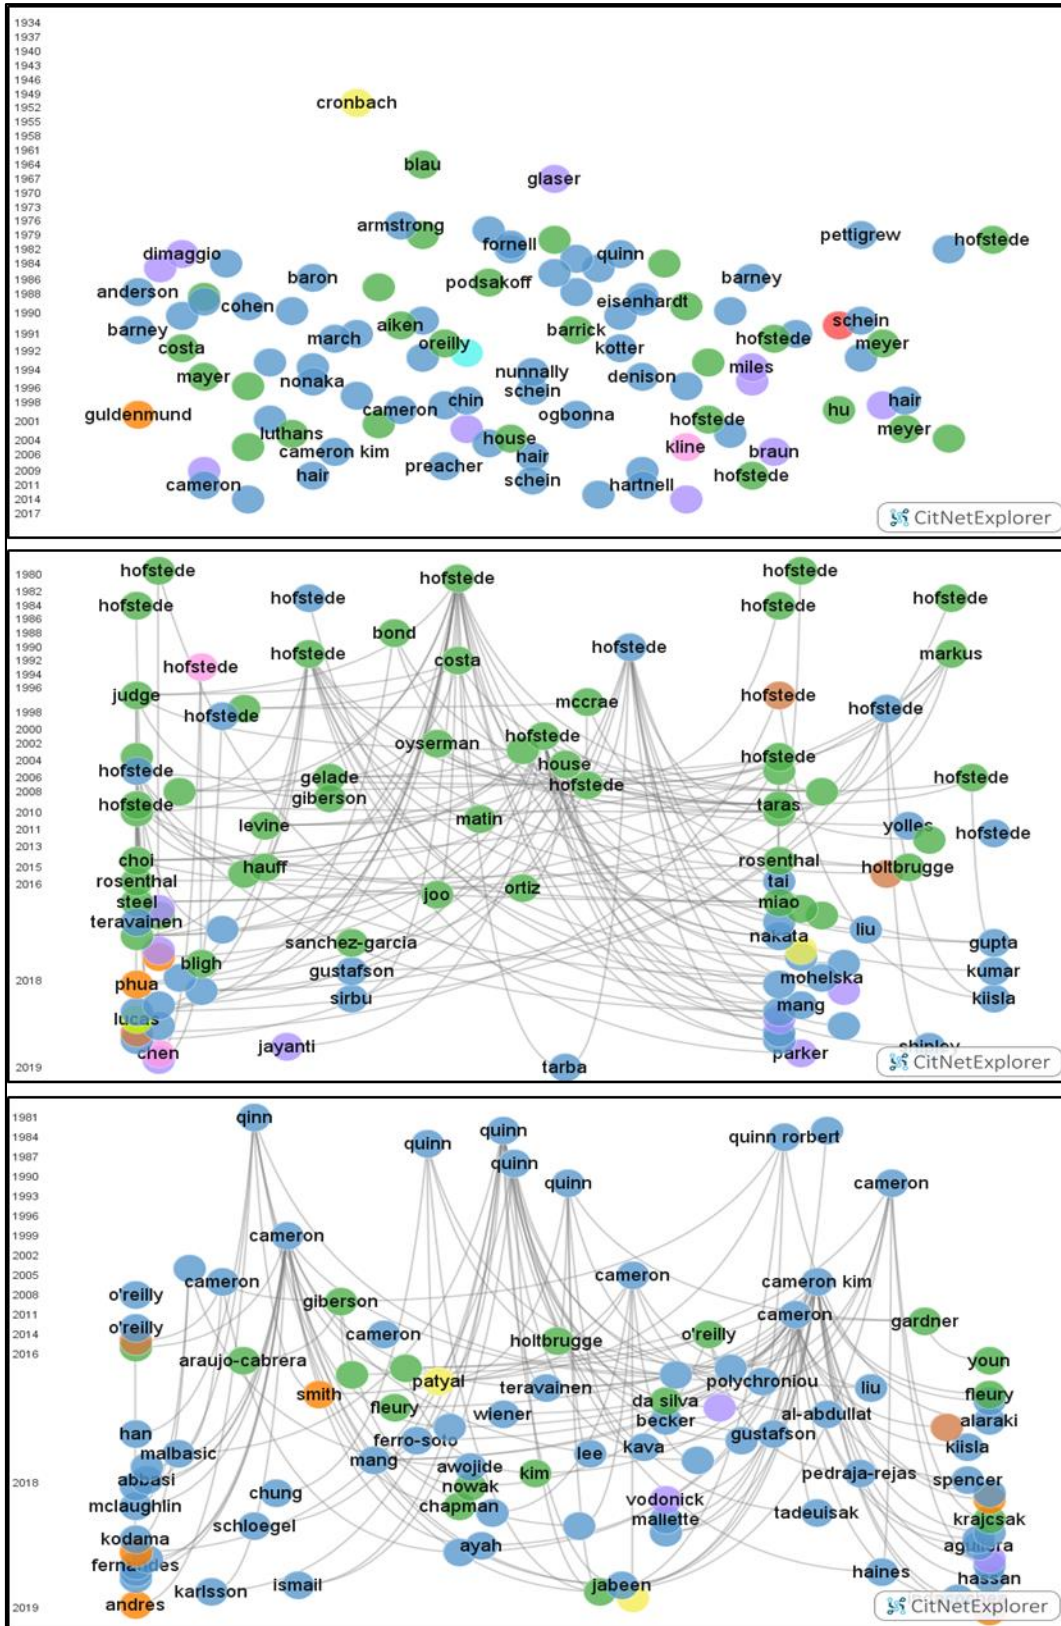 1934
1937
1940
1943
1946
1949
cronbach
1952
1955
1958
1961
blau
1964
glaser
1967
1970
1973
1976
armstrong
pettigrew
1979
fornell
hofstede
1982
dimaggio
quinn
1984
baron
podsakoff
barney
1986
anderson
1988
cohen
eisenhardt
1990
schein
barney
march
aiken
barrick
hofstede
1991
costa
oreilly
kotter
meyer
1992
mayer
nonaka
nunnally
denison
miles
1994
schein
1996
chin
hair
1998
guldenmund
cameron
ogbonna
hofstede
hu
2001
luthans
house
meyer
2004
cameron kim
hair
kline
braun
2006
preacher
2009
cameron
hair
schein
hartnell
hofstede
2011
2014
2017
CitNetExplorer
hofstede
hofstede
hofstede
1980
hofstede
hofstede
hofstede
hofstede
1982
1984
1986
bond
1988
hofstede
hofstede
markus
1990
hofstede
costa
1992
1994
judge
mccrae
hofstede
1996
hofstede
hofstede
1998
2000
oyserman
hofstede
2002
house
hofstede
2004
hofstede
gelade
hofstede
hofstede
2006
giberson
2008
hofstede
taras
2010
levine
matin
yolles
hofstede
2011
2013
choi
hauff
rosenthal
holtbrugge
2015
rosenthal
joo
ortiz
tai
2016
steel
miao
teravainen
nakata
liu
sanchez-garcia
gupta
bligh
gustafson
mohelska
kumar
2018
phua
sirbu
mang
kiisla
lucas
chen
jayanti
parker
shipley
2019
tarba
CitNetExplorer
1981
qinn
quinn
quinn rorbert
1984
quinn
1987
quinn
1990
quinn
cameron
1993
1996
1999
cameron
2002
2005
cameron
cameron
cameron kim
2008
o'reilly
giberson
2011
o'reilly
cameron
cameron
gardner
2014
holtbrugge
o'reilly
2016
araujo-cabrera
youn
smith
patyal
teravainen
polychroniou
liu
fleury
fleury
wiener
da silva
becker
al-abdullat
alaraki
han
ferro-soto
gustafson
malbasic
mang
lee
kava
kiisla
abbasi
awojide
kim
pedraja-rejas
spencer
2018
chung
nowak
vodonick
mclaughlin
chapman
mallette
tadeuisak
krajcsak
kodama
schloegel
ayah
aguilera
fernandes
haines
hassan
karlsson
ismail
jabeen
andres
2019
CitNetExplorer